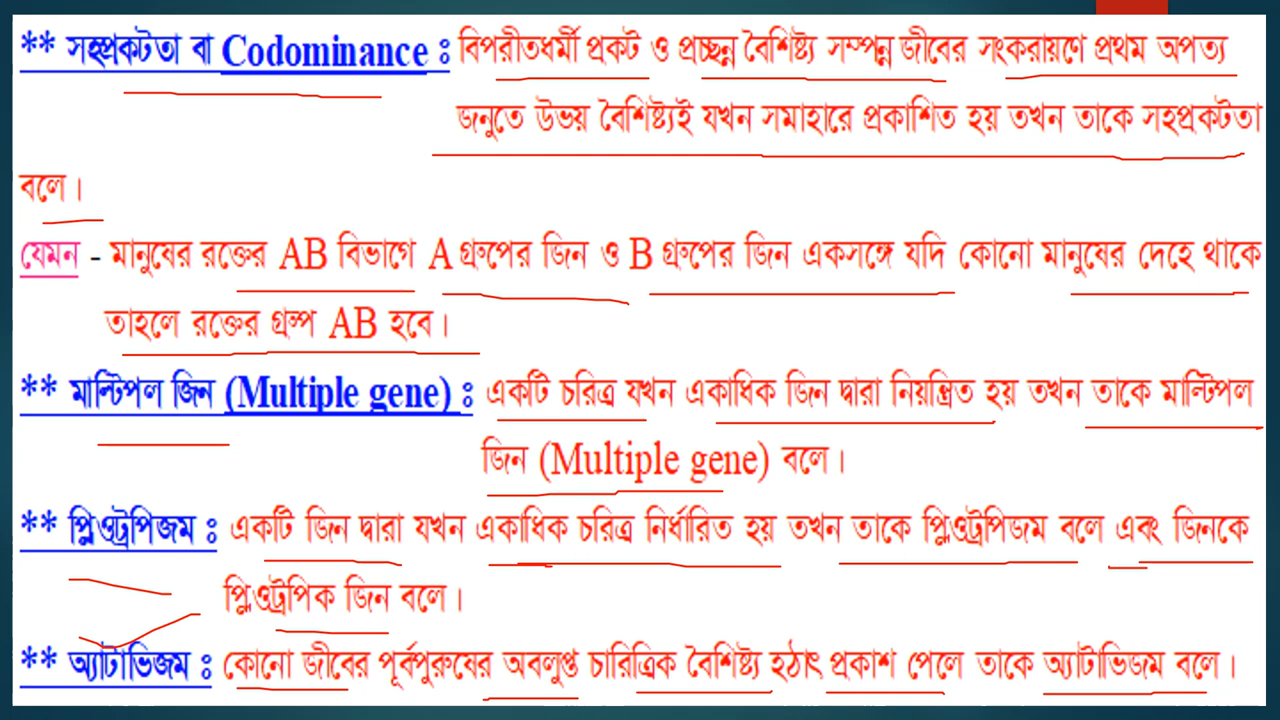 ** সহপ্রকটতা বা Codominance : বিপরীতধর্মী প্রকট ও প্রচ্ছন্ন বৈশিষ্ট্য সম্পন্ন জীবের সংকরায়ণে প্রথম অপত্য
জনুতে উভয় বৈশিষ্ট্যই যখন সমাহারে প্রকাশিত হয় তখন তাকে সহপ্রকটতা
বলে।
যেমন - মানুষের রক্তের AB বিভাগে A গ্রুপের জিন ও B গ্রুপের জিন একসঙ্গে যদি কোনো মানুষের দেহে থাকে
তাহলে রক্তের গ্রুপ AB হবে।
** মাল্টিপল জিন (Multiple gene) : একটি চরিত্র যখন একাধিক জিন দ্বারা নিয়ন্ত্রিত হয় তখন তাকে মাল্টিপল
জিন (Multiple gene) বলে।
** প্লিওট্রপিজম : একটি জিন দ্বারা যখন একাধিক চরিত্র নির্ধারিত হয় তখন তাকে প্লিওট্রপিজম বলে এবং জিনকে
প্লিওট্রপিক জিন বলে।
** অ্যাটাভিজম : কোনো জীবের পূর্বপুরুষের অবলুপ্ত চারিত্রিক বৈশিষ্ট্য হঠাৎ প্রকাশ পেলে তাকে অ্যাটাভিজম বলে।